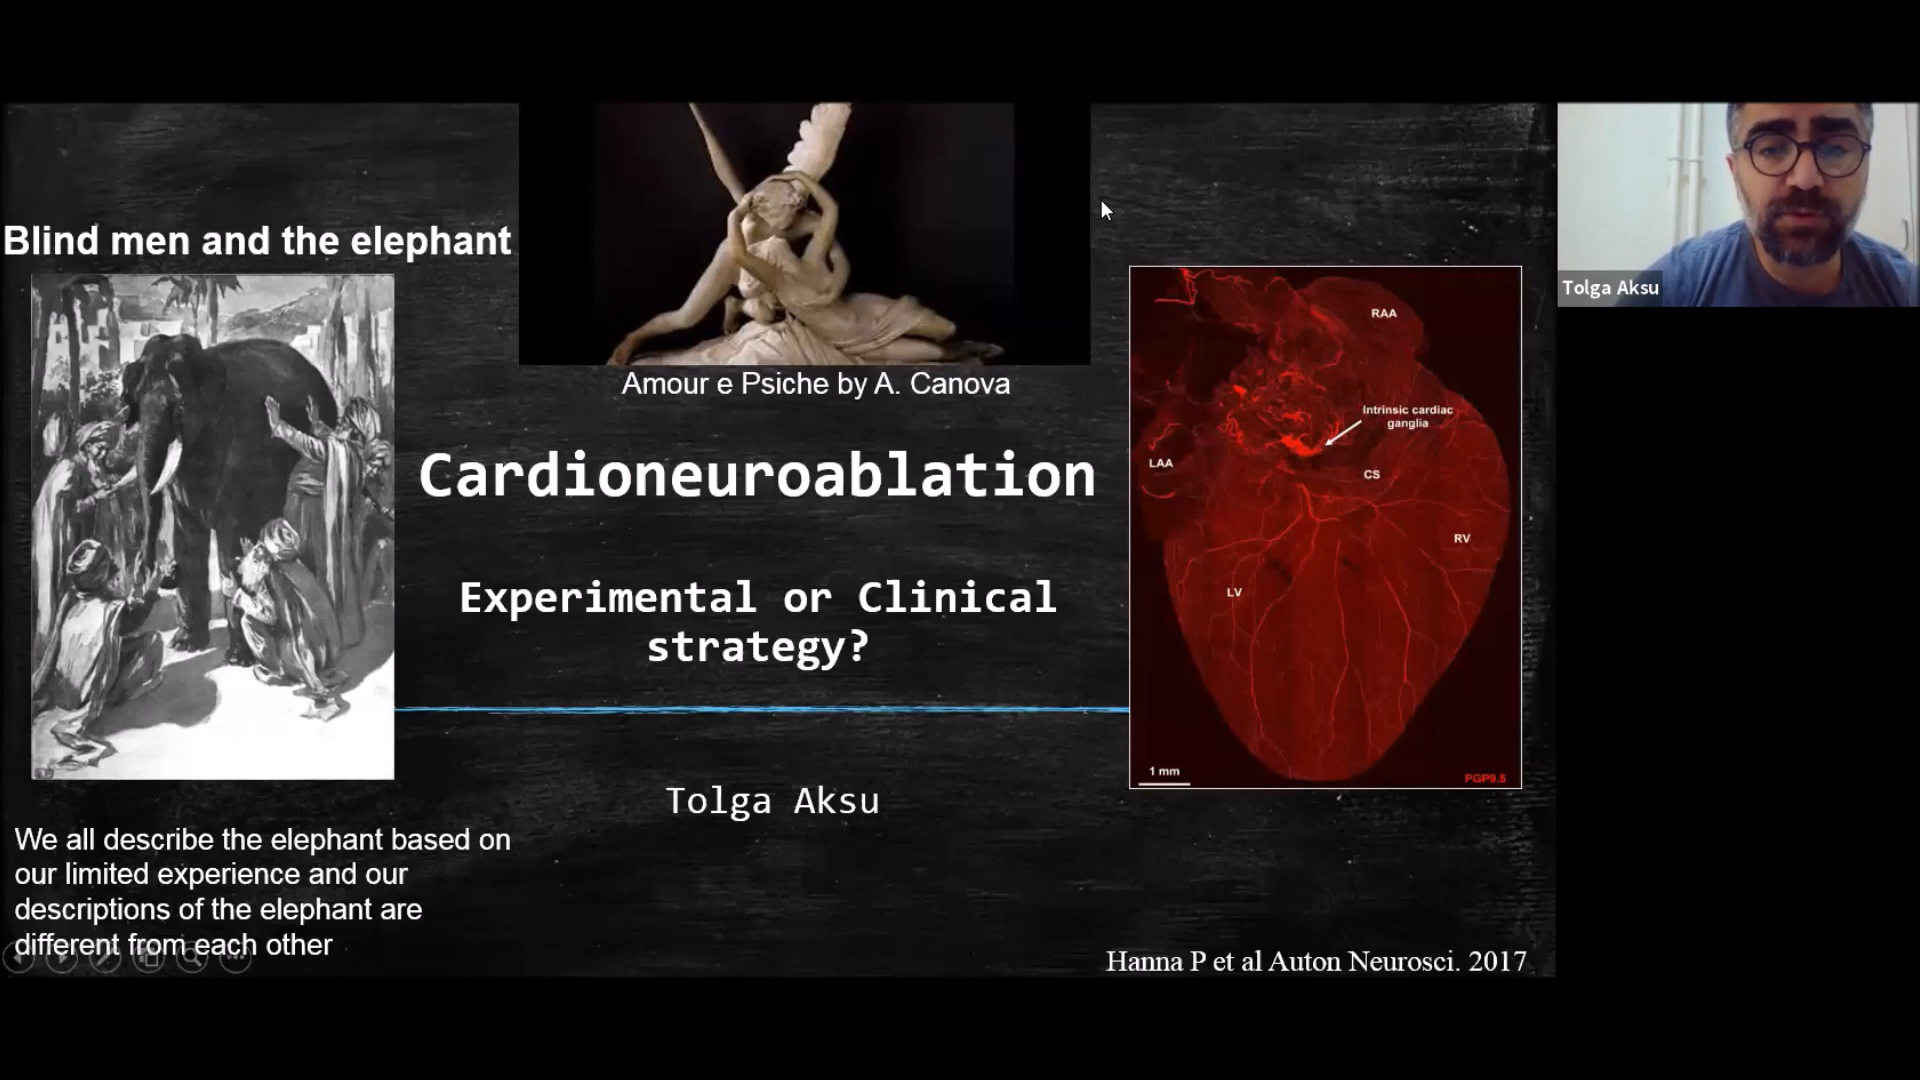 Blind men and the elephant
Amour e Psiche by A. Canova
Cardioneuroablation
Experimental or Clinical
strategy?
Tolga Aksu
We all describe the elephant based on
our limited experience and our
descriptions of the elephant are
different from each other
RAA
Intrinsic cardiac
ganglia
LAA
CS
RV
LV
1 mm
PGP9.5
Hanna P et al Auton Neurosci. 2017
Tolga Aksu